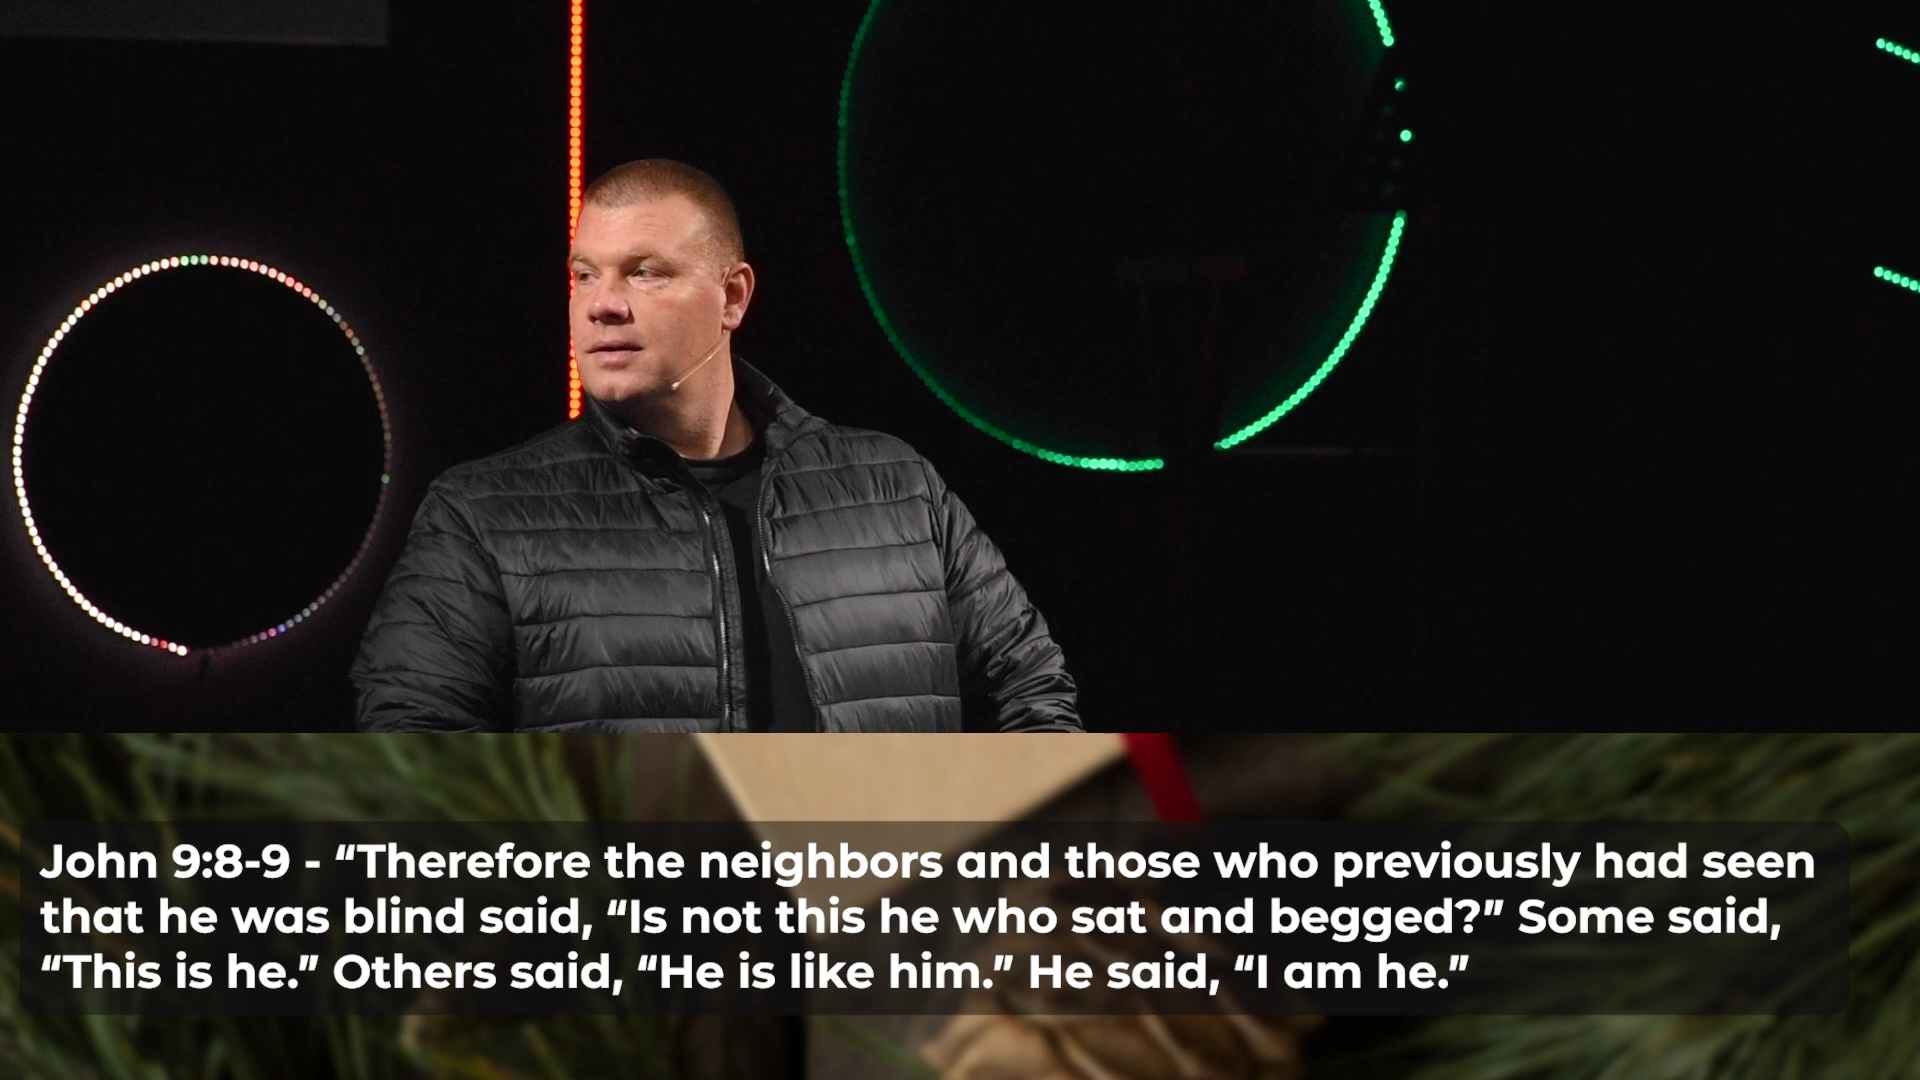 John 9:8-9 - “Therefore the neighbors and those who previously had seen
that he was blind said, “Is not this he who sat and begged?” Some said,
“This is he.” Others said, “He is like him.” He said, “I am he.”